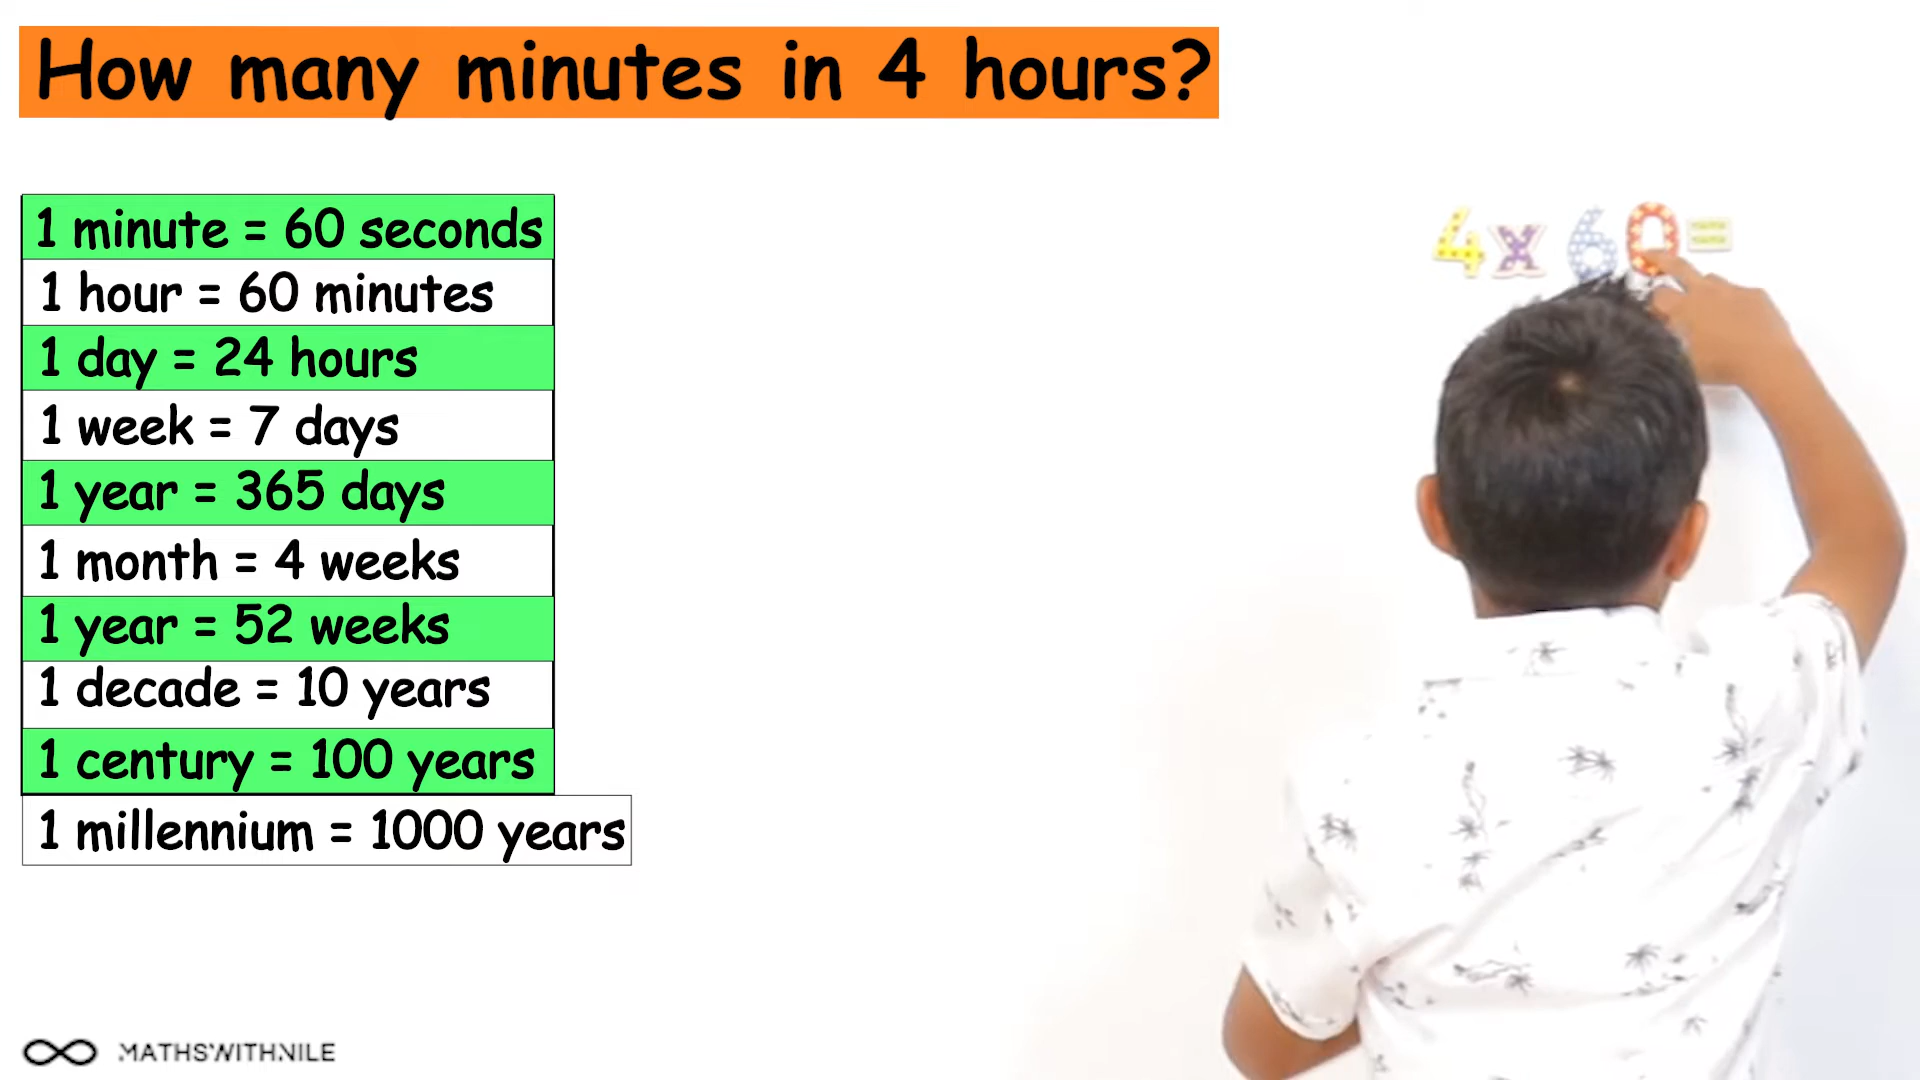 How many minutes in 4 hours?
1 minute = 60 seconds
1 hour = 60 minutes
1 day = 24 hours
1 week = 7 days
1 year = 365 days
1 month = 4 weeks
1 year = 52 weeks
1 decade = 10 years
1 century = 100 years
1 millennium = 1000 years
4x 60=
MATHSWITHNILE